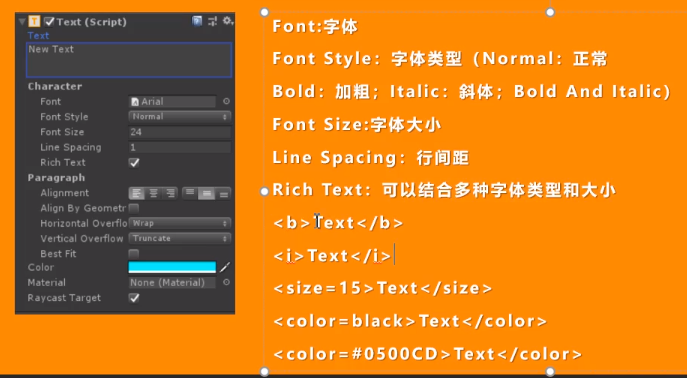 Text (Script)
Text
New Text
Character
Font
Arial
Font Style
Normal
Font Size
24
Line Spacing
1
Rich Text
Paragraph
Alignment
Align By Geometr
Horizontal Overflo
Wrap
Vertical Overflow
Truncate
Best Fit
Color
Material
None (Material)
Raycast Target
Font:字体
Font Style：字体类型（Normal：正常
Bold：加粗；Italic：斜体；Bold And Italic）
Font Size:字体大小
Line Spacing：行间距
Rich Text：可以结合多种字体类型和大小
<b>Text</b>
<i>Text</i>
<size=15>Text</size>
<color=black>Text</color>
<color=#0500CD>Text</color>